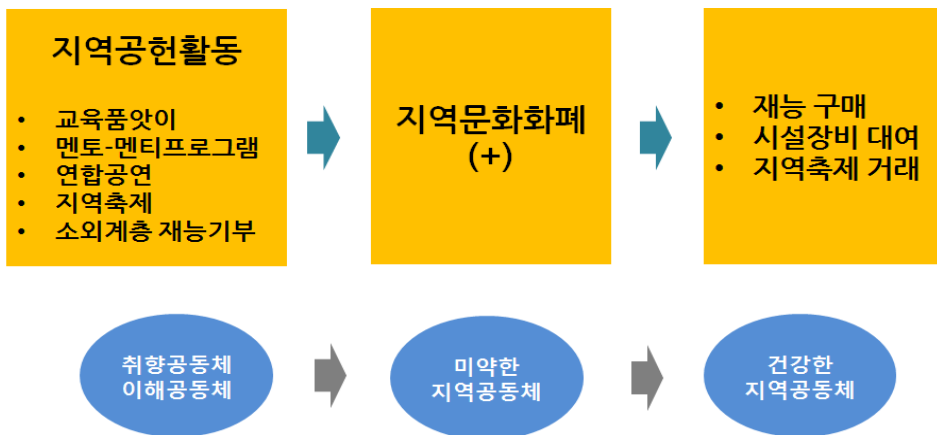 지역공헌활동
• 교육품앗이
• 멘토-멘티프로그램
• 연합공연
• 지역축제
• 소외계층 재능기부
지역문화화폐
(+)
• 재능 구매
• 시설장비 대여
• 지역축제 거래
취향공동체
이해공동체
미약한
지역공동체
건강한
지역공동체